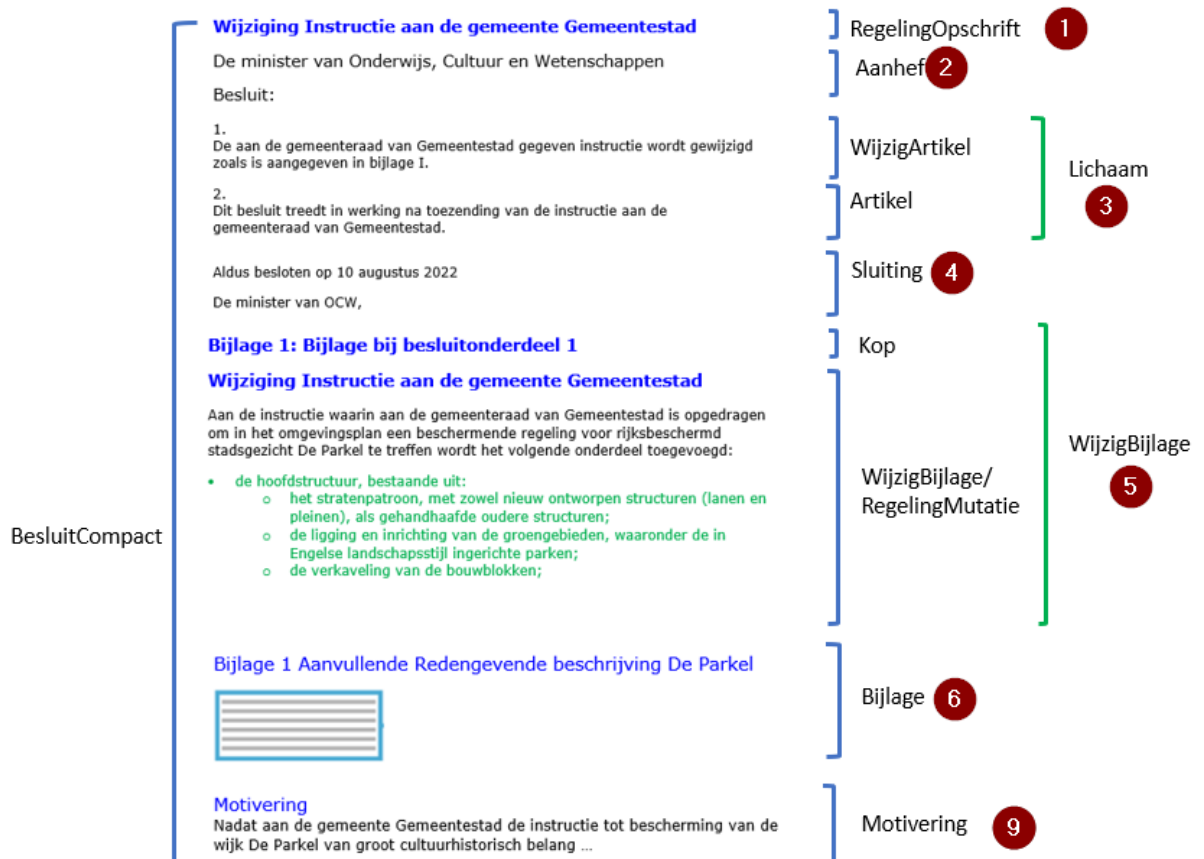 Wijziging Instructie aan de gemeente Gemeentestad
RegelingOpschrift 1
De minister van Onderwijs, Cultuur en Wetenschappen
Aanhef 2
Besluit:
1.
De aan de gemeenteraad van Gemeentestad gegeven instructie wordt gewijzigd
zoals is aangegeven in bijlage I.
WijzigArtikel
2.
Dit besluit treedt in werking na toezending van de instructie aan de
gemeenteraad van Gemeentestad.
Artikel
Lichaam
3
Aldus besloten op 10 augustus 2022
De minister van OCW,
Sluiting 4
Bijlage 1: Bijlage bij besluitonderdeel 1
Kop
Wijziging Instructie aan de gemeente Gemeentestad
Aan de instructie waarin aan de gemeenteraad van Gemeentestad is opgedragen
om in het omgevingsplan een beschermende regeling voor rijksbeschermd
stadsgezicht De Parkel te treffen wordt het volgende onderdeel toegevoegd:
• de hoofdstructuur, bestaande uit:
o het stratenpatroon, met zowel nieuw ontworpen structuren (lanen en
pleinen), als gehandhaafde oudere structuren;
o de ligging en inrichting van de groengebieden, waaronder de in
Engelse landschapsstijl ingerichte parken;
o de verkaveling van de bouwblokken;
WijzigBijlage/
RegelingMutatie
WijzigBijlage
5
BesluitCompact
Bijlage 1 Aanvullende Redengevende beschrijving De Parkel
Bijlage 6
Motivering
Nadat aan de gemeente Gemeentestad de instructie tot bescherming van de
wijk De Parkel van groot cultuurhistorisch belang ...
Motivering 9